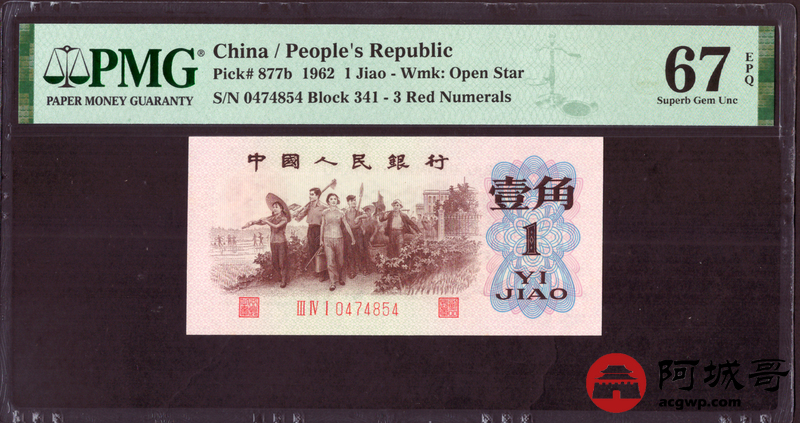 PMG®
PAPER MONEY GUARANTY
China / People's Republic
Pick# 877b 1962 1 Jiao - Wmk: Open Star
S/N 0474854 Block 341 - 3 Red Numerals
67
EPQ
Superb Gem Unc
中國人民銀行
壹角
1
YI
JIAO
III IV I 0474854
阿城哥
acgwp.com